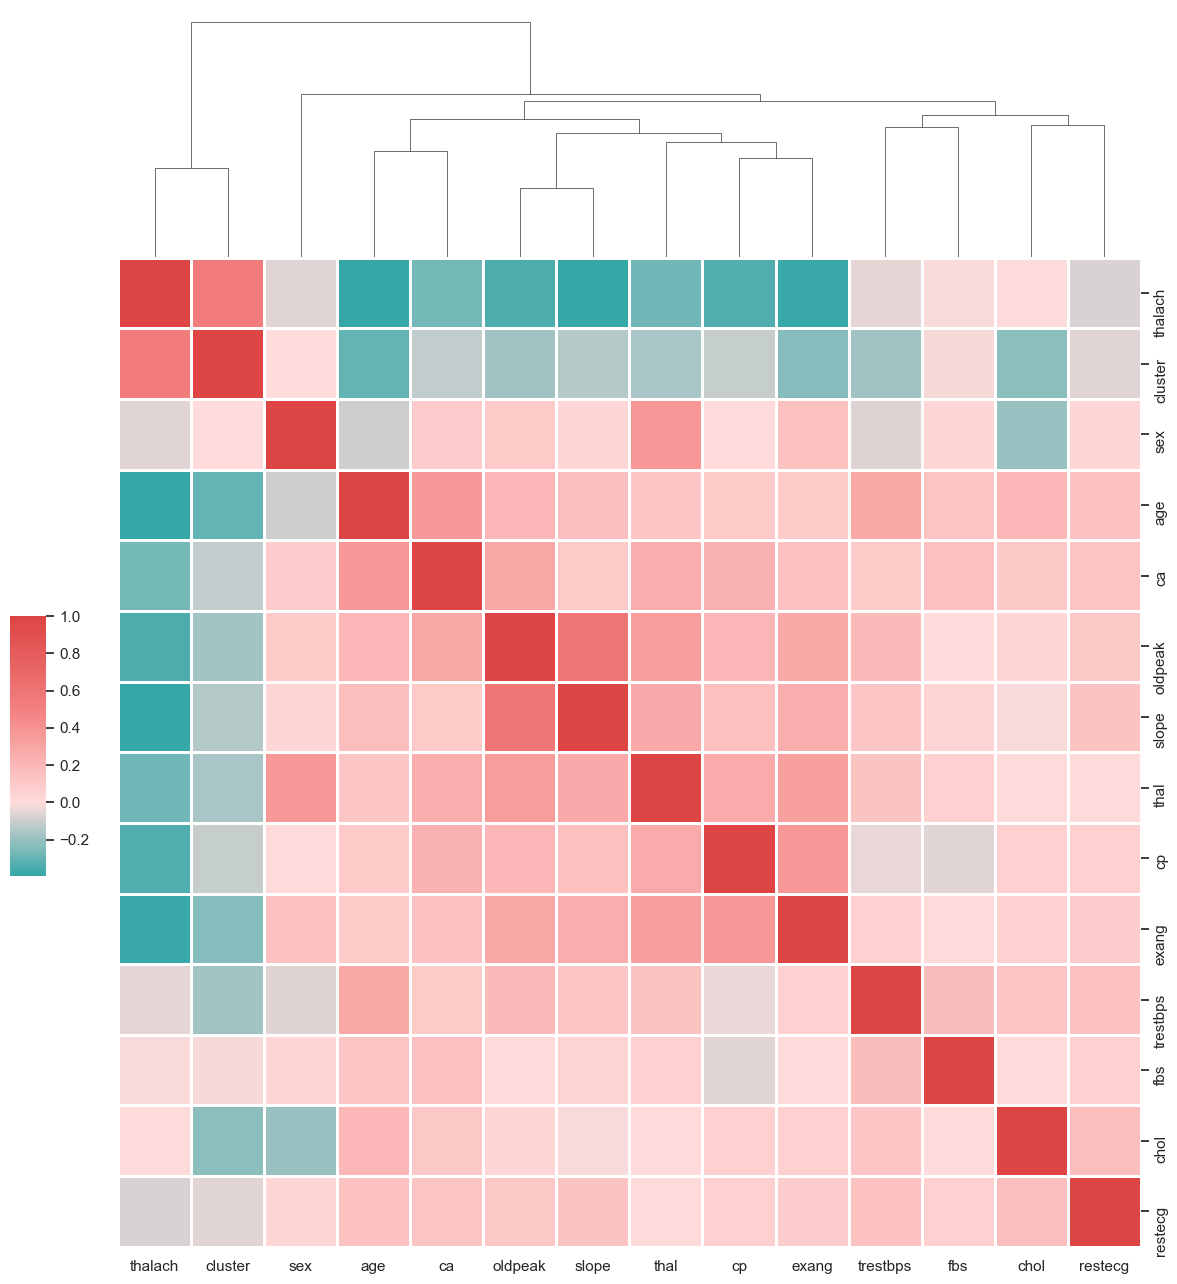 thalach
cluster
sex
age
ca
oldpeak
slope
thal
cp
exang
trestbps
fbs
chol
restecg
1.0
0.8
0.6
0.4
0.2
0.0
−0.2
thalach cluster sex age ca oldpeak slope thal cp exang trestbps fbs chol restecg